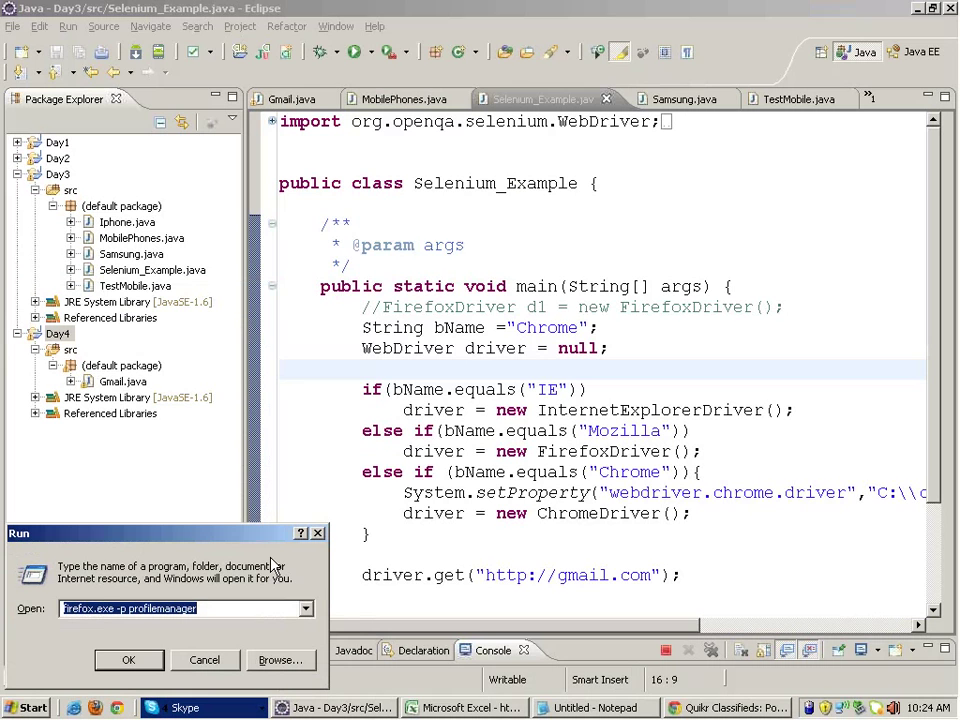 Java - Day3/src/Selenium_Example.java - Eclipse
File Edit Run Source Navigate Search Project Refactor Window Help
Java
Java EE
Package Explorer
Gmail.java
MobilePhones.java
Selenium_Example.jav
Samsung.java
TestMobile.java
»1
Day1
Day2
Day3
src
(default package)
Iphone.java
MobilePhones.java
Samsung.java
Selenium_Example.java
TestMobile.java
JRE System Library [JavaSE-1.6]
Referenced Libraries
Day4
src
(default package)
Gmail.java
JRE System Library [JavaSE-1.6]
Referenced Libraries
import org.openqa.selenium.WebDriver;
public class Selenium_Example {
/**
* @param args
*/
public static void main(String[] args) {
//FirefoxDriver d1 = new FirefoxDriver();
String bName ="Chrome";
WebDriver driver = null;
if(bName.equals("IE"))
driver = new InternetExplorerDriver();
else if(bName.equals("Mozilla"))
driver = new FirefoxDriver();
else if (bName.equals("Chrome")){
System.setProperty("webdriver.chrome.driver","C:\\c
driver = new ChromeDriver();
}
driver.get("http://gmail.com");
Run
Type the name of a program, folder, document, or
Internet resource, and Windows will open it for you.
Open: firefox.exe -p profilemanager
OK Cancel Browse...
Javadoc Declaration Console
Writable Smart Insert 16 : 9
Start
Skype
Java - Day3/src/Sel...
Microsoft Excel - ht...
Untitled - Notepad
Quikr Classifieds: Po...
10:24 AM